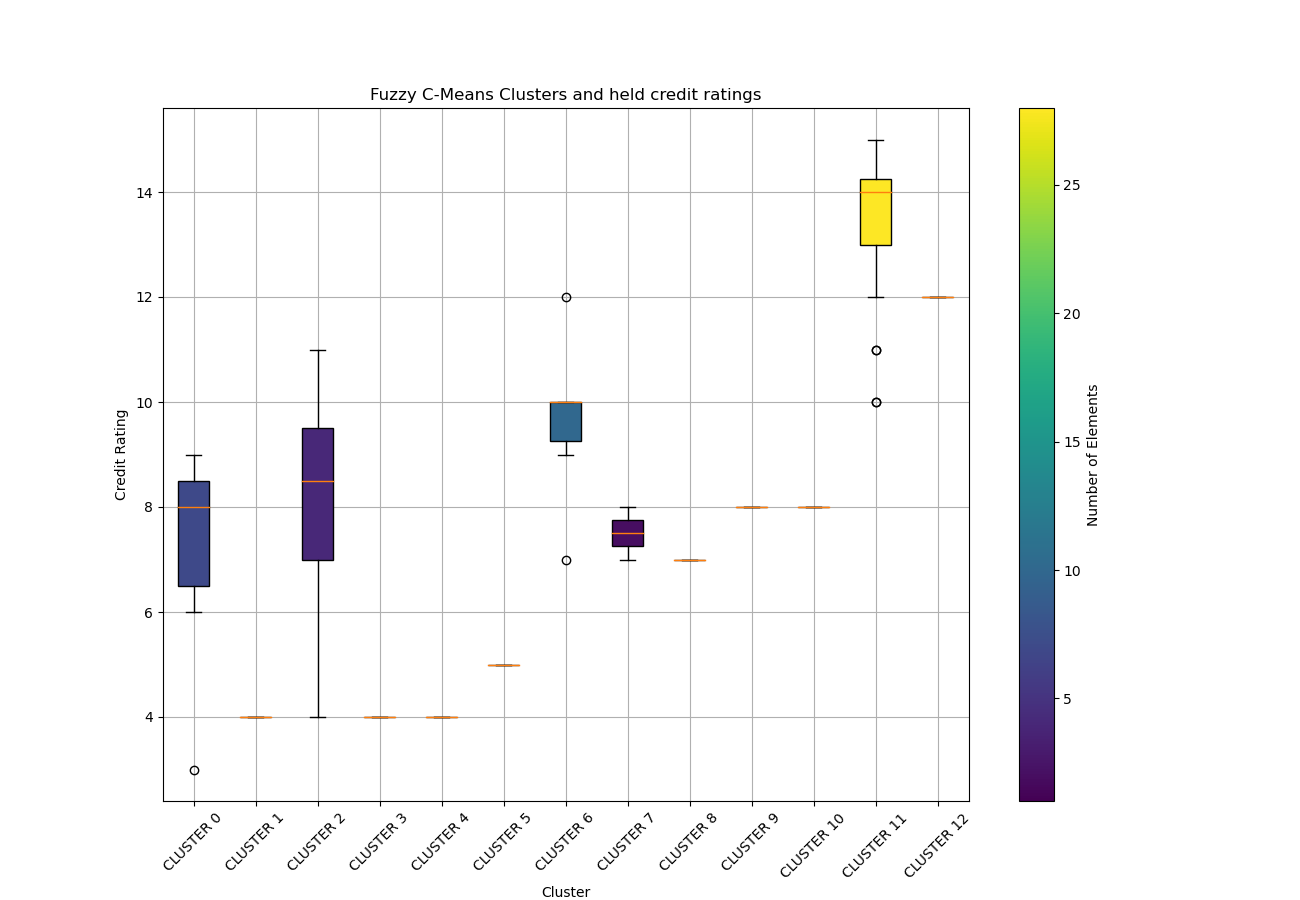 Fuzzy C-Means Clusters and held credit ratings
14
12
10
8
6
4
Credit Rating
CLUSTER 0
CLUSTER 1
CLUSTER 2
CLUSTER 3
CLUSTER 4
CLUSTER 5
CLUSTER 6
CLUSTER 7
CLUSTER 8
CLUSTER 9
CLUSTER 10
CLUSTER 11
CLUSTER 12
Cluster
25
20
15
10
5
Number of Elements